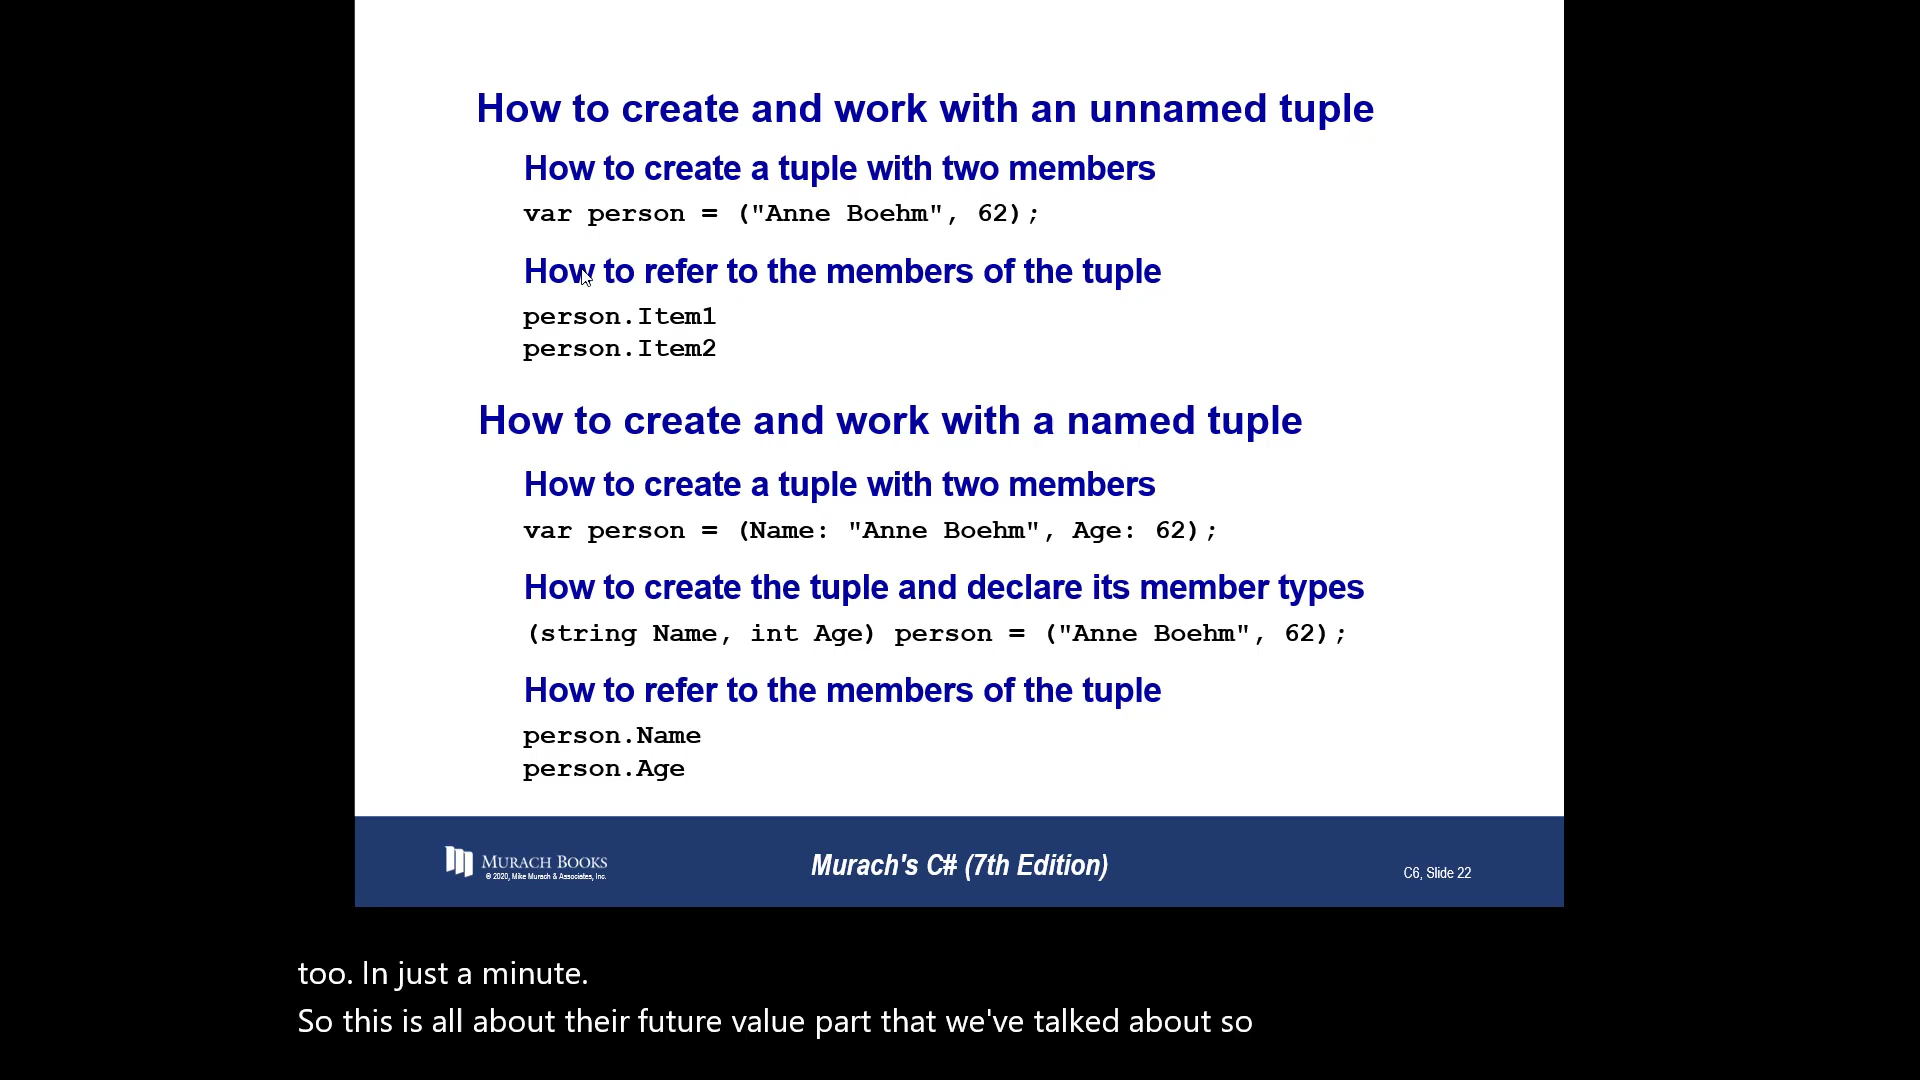 How to create and work with an unnamed tuple
How to create a tuple with two members
var person = ("Anne Boehm", 62);
How to refer to the members of the tuple
person.Item1
person.Item2
How to create and work with a named tuple
How to create a tuple with two members
var person = (Name: "Anne Boehm", Age: 62);
How to create the tuple and declare its member types
(string Name, int Age) person = ("Anne Boehm", 62);
How to refer to the members of the tuple
person.Name
person.Age
MURACH BOOKS
© 2020, Mike Murach & Associates, Inc.
Murach's C# (7th Edition)
C6, Slide 22
too. In just a minute.
So this is all about their future value part that we've talked about so